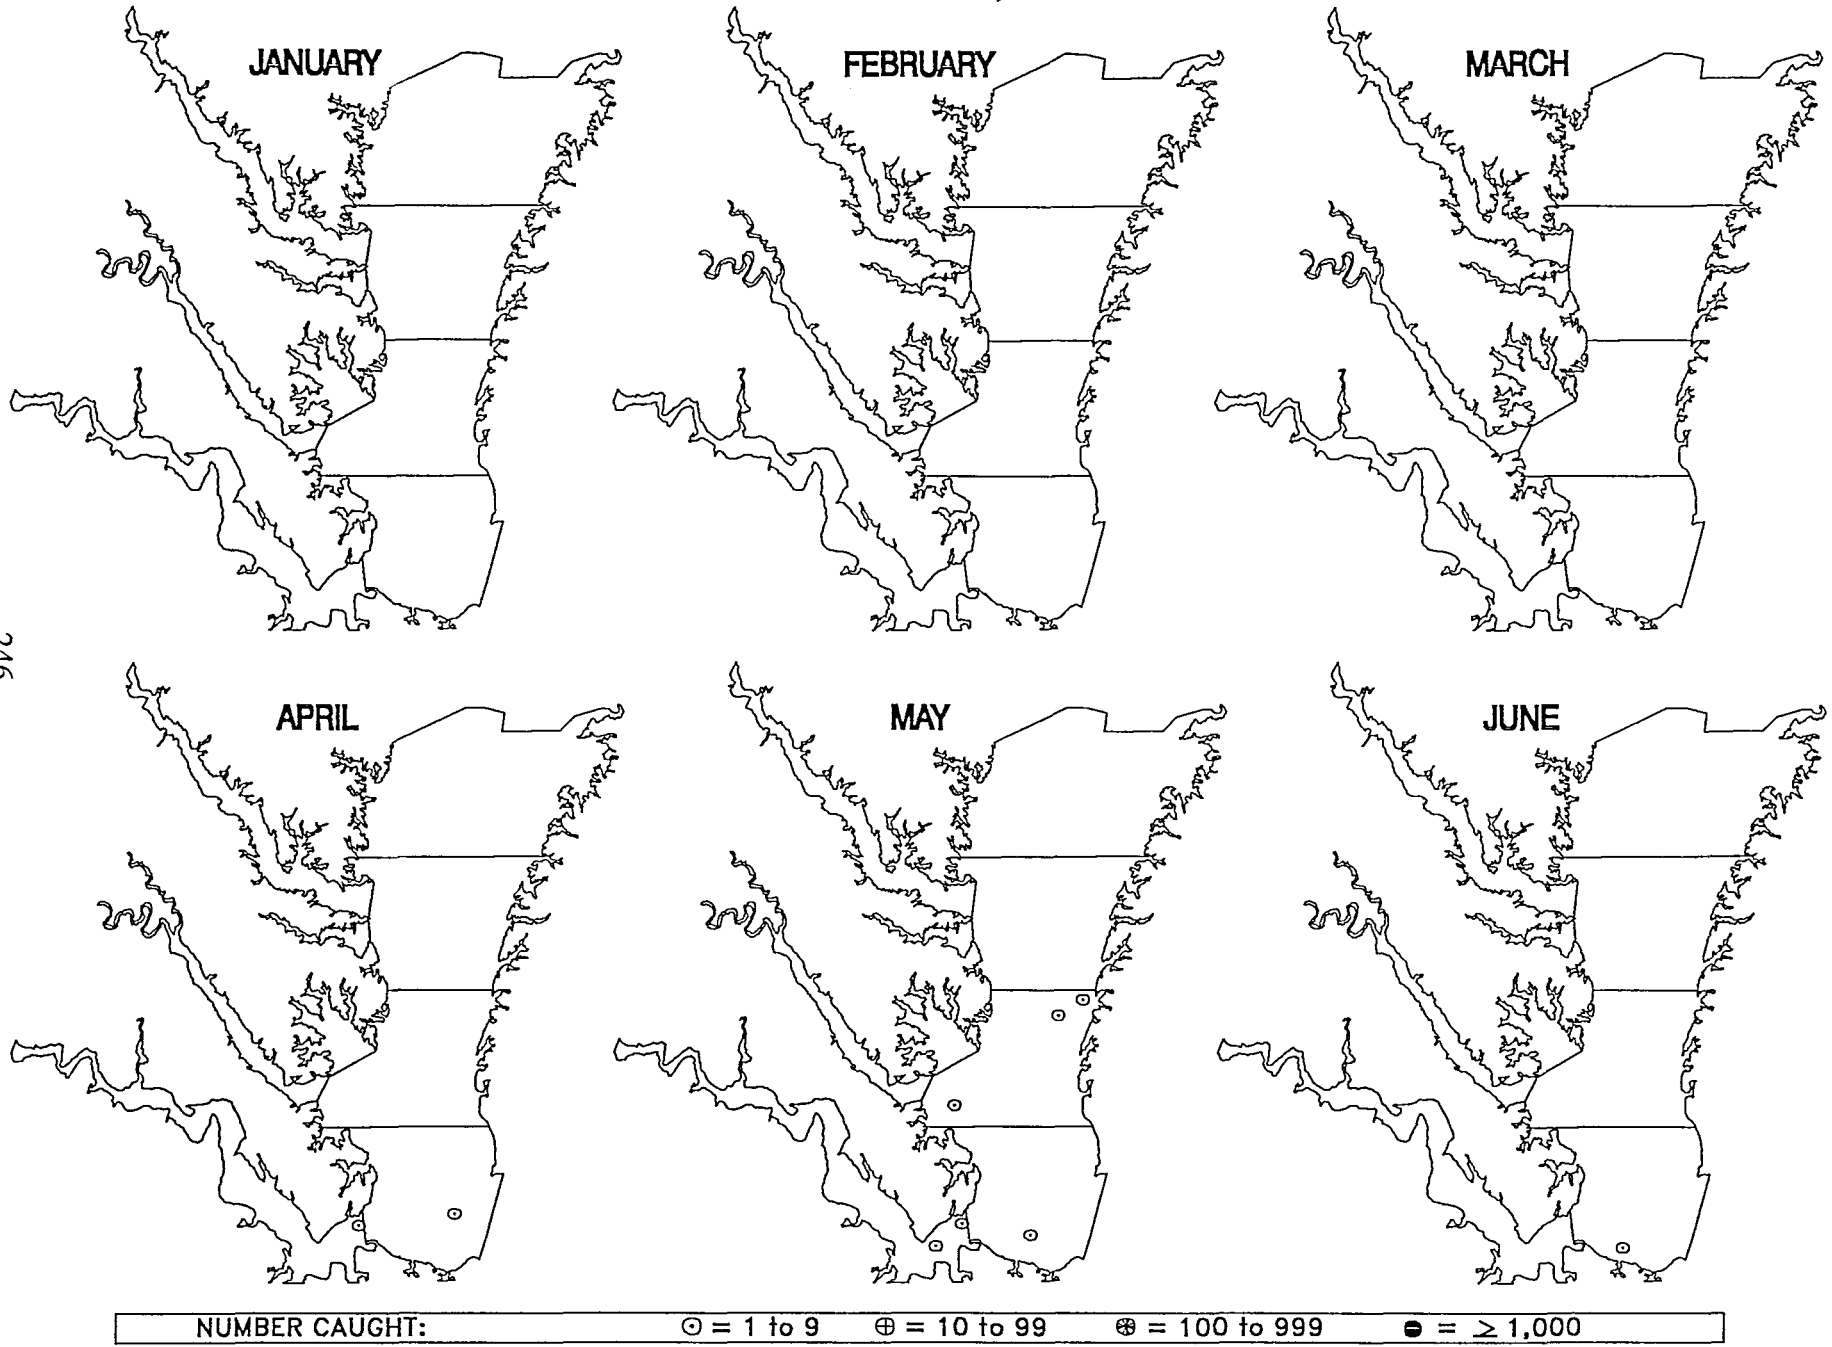 JANUARY
FEBRUARY
MARCH
246
APRIL
MAY
JUNE
NUMBER CAUGHT: ⊙ = 1 to 9 ⊕ = 10 to 99 ⊛ = 100 to 999 ⊖ = ≥ 1,000